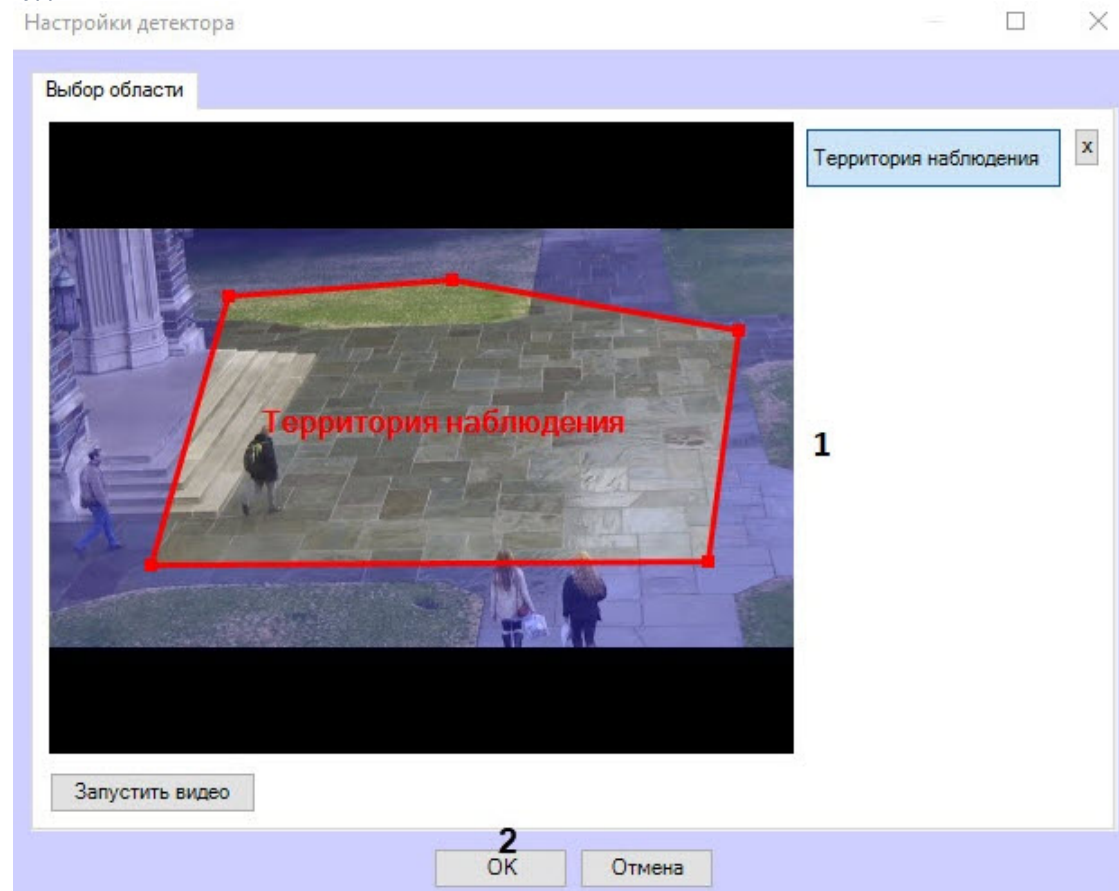 Настройки детектора
Выбор области
Территория наблюдения x
Территория наблюдения
1
Запустить видео
2
OK Отмена